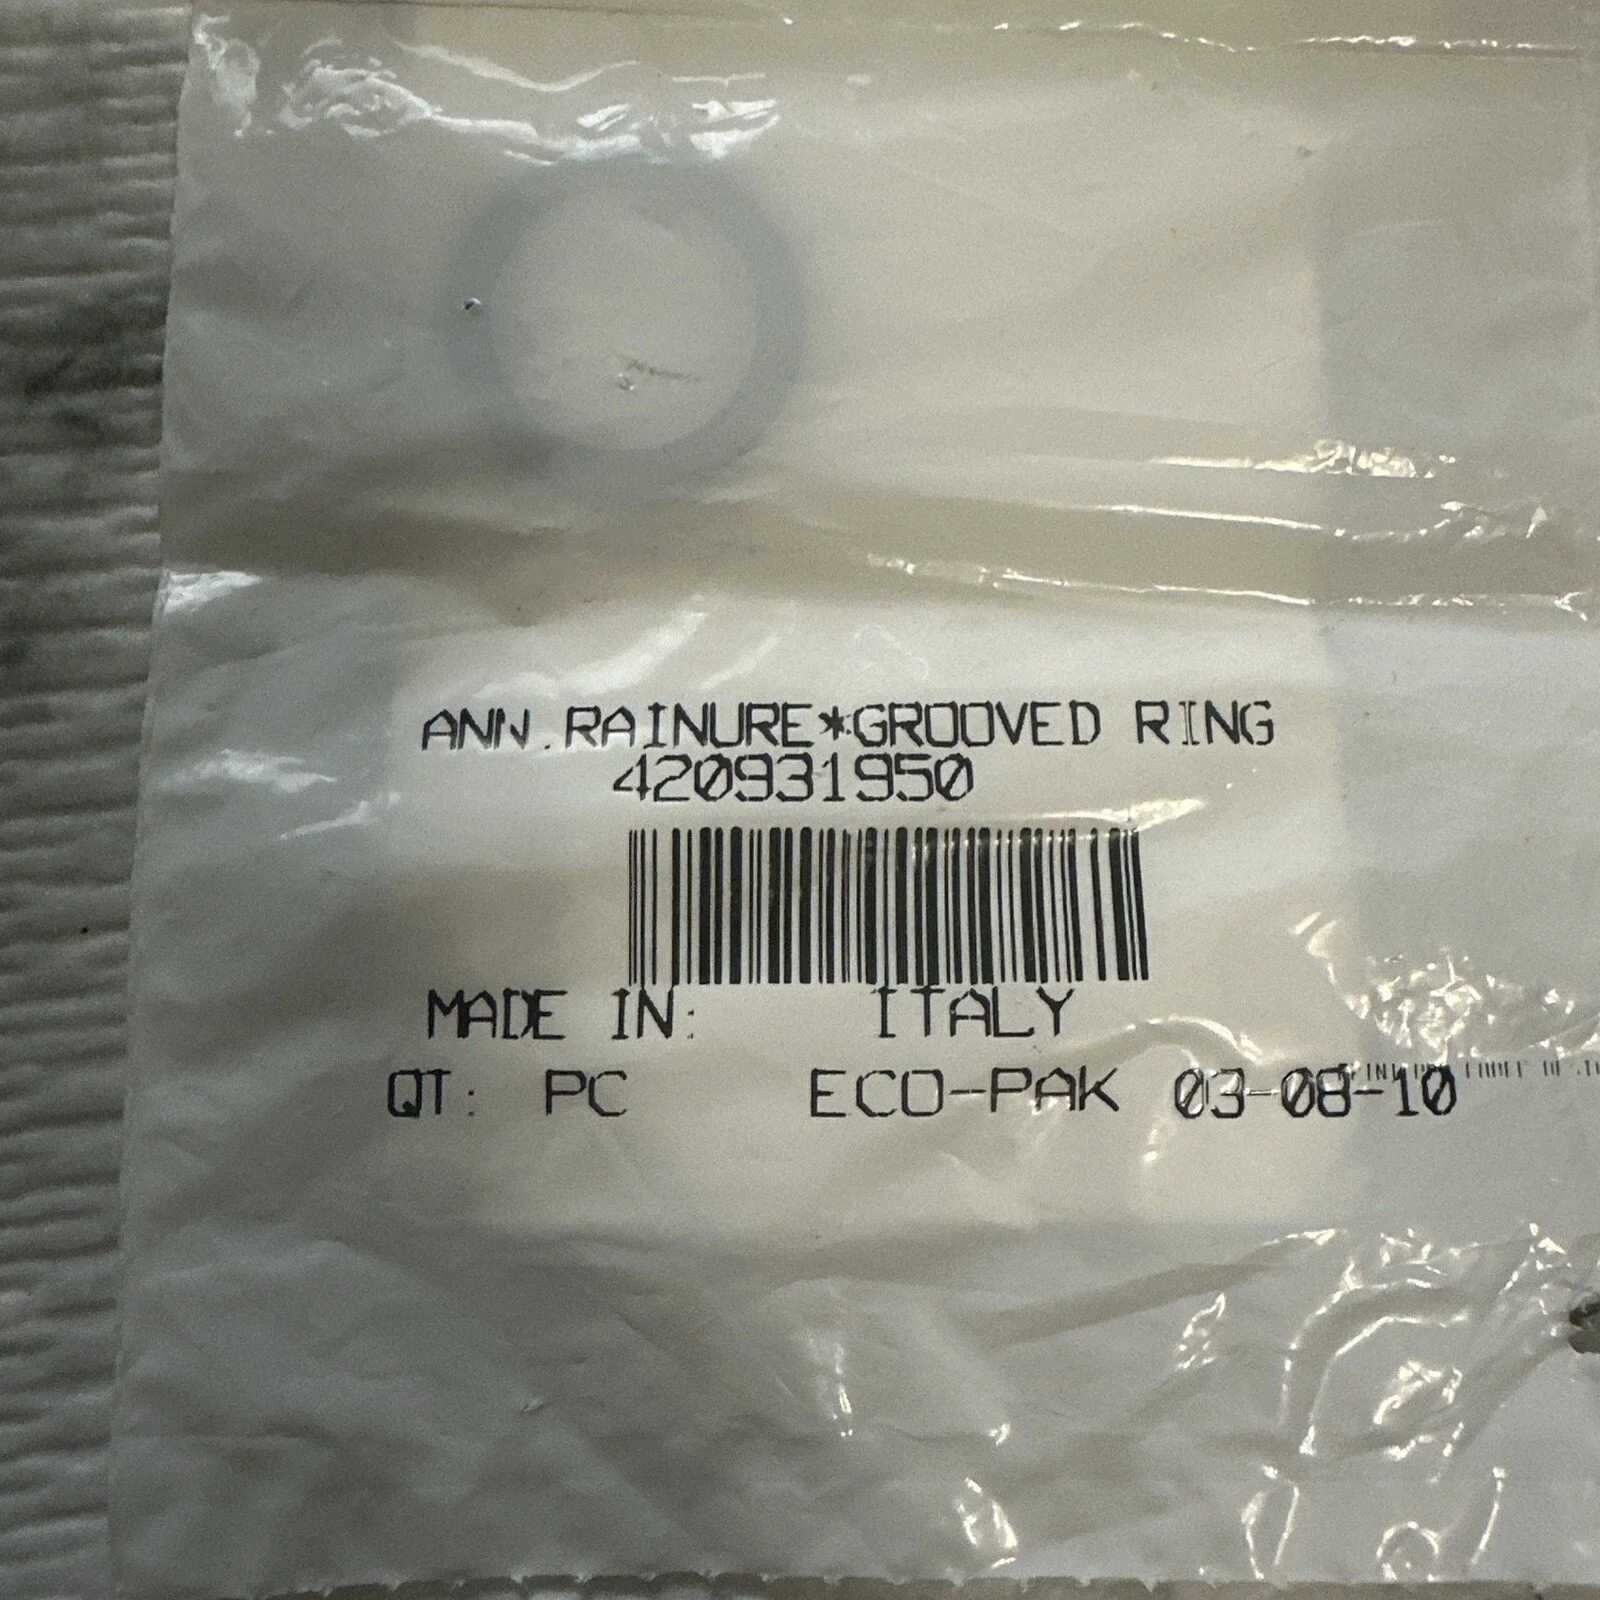 ANN.RAINURE*GROOVED RING
420931950
MADE IN: ITALY
QT: PC ECO-PAK 03-08-10